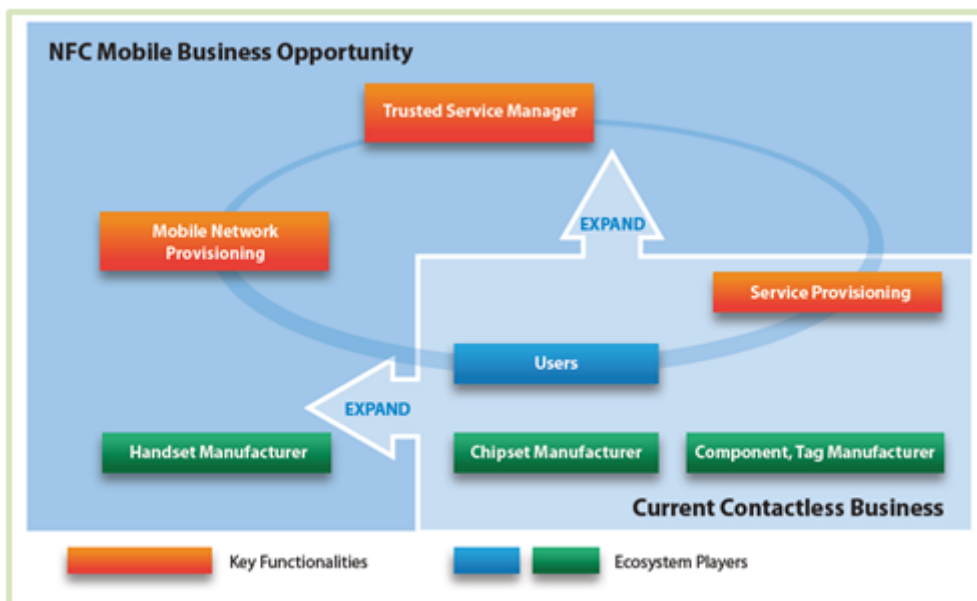 NFC Mobile Business Opportunity
Trusted Service Manager
EXPAND
Mobile Network
Provisioning
Service Provisioning
Users
EXPAND
Handset Manufacturer
Chipset Manufacturer
Component, Tag Manufacturer
Current Contactless Business
Key Functionalities
Ecosystem Players